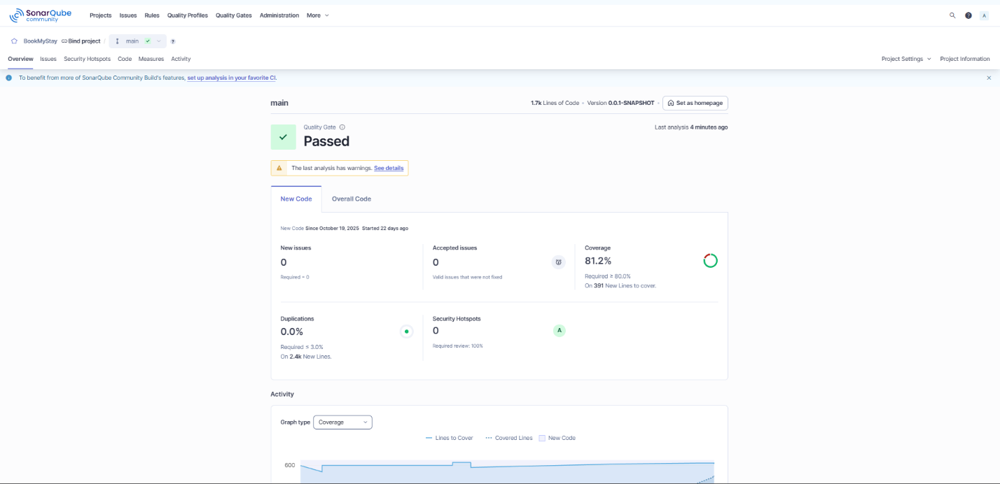 SonarQube
community
Projects Issues Rules Quality Profiles Quality Gates Administration More
A
BookMyStay Bind project / main
Overview Issues Security Hotspots Code Measures Activity
Project Settings Project Information
To benefit from more of SonarQube Community Build's features, set up analysis in your favorite CI.
main
1.7k Lines of Code • Version 0.0.1-SNAPSHOT • Set as homepage
Quality Gate
Last analysis 4 minutes ago
Passed
The last analysis has warnings. See details
New Code Overall Code
New Code Since October 19, 2025 Started 22 days ago
New issues Accepted issues Coverage
0 0 81.2%
Required = 0 Valid issues that were not fixed Required ≥ 80.0%
On 391 New Lines to cover.
Duplications Security Hotspots
0.0% 0 A
Required ≤ 3.0% Required review: 100%
On 2.4k New Lines.
Activity
Graph type Coverage
Lines to Cover Covered Lines New Code
600